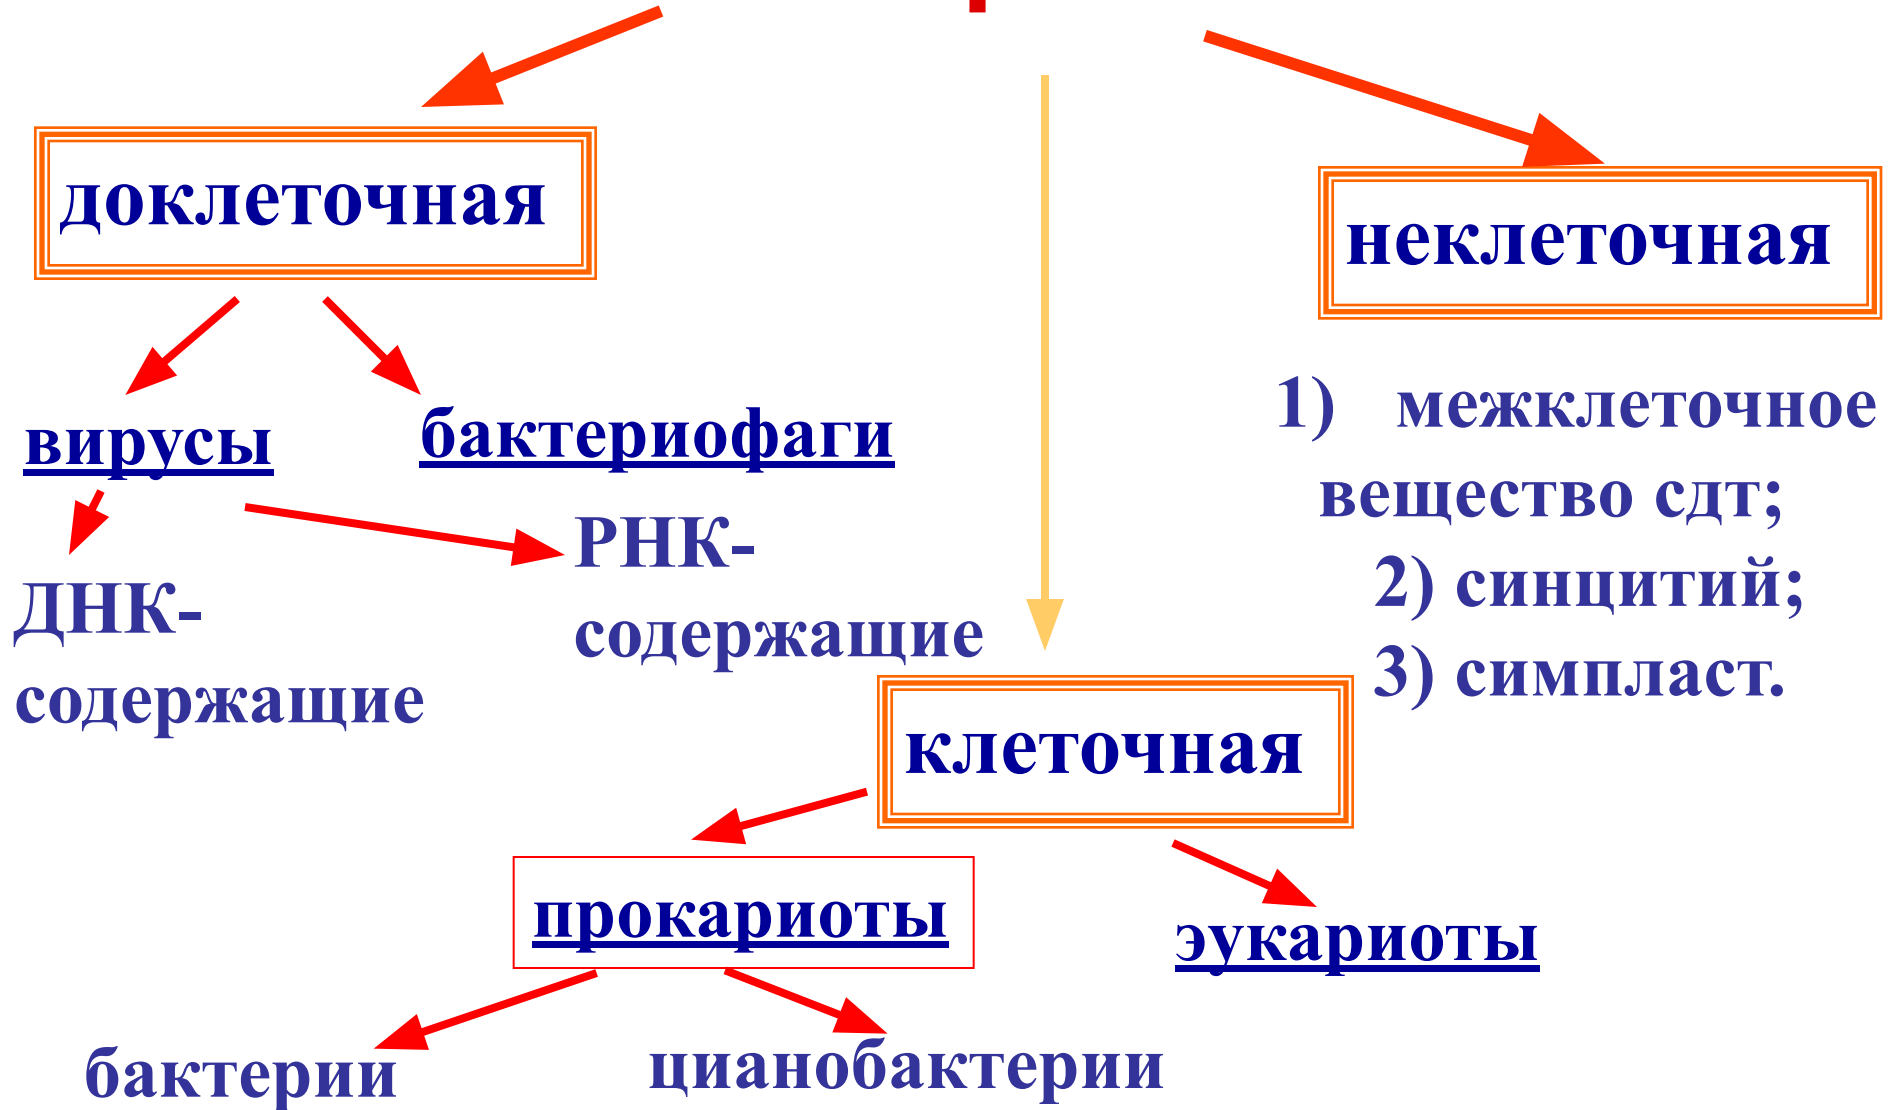 доклеточная
неклеточная
вирусы
бактериофаги
ДНК-
содержащие
РНК-
содержащие
1) межклеточное
вещество сдт;
2) синцитий;
3) симпласт.
клеточная
прокариоты
эукариоты
бактерии
цианобактерии